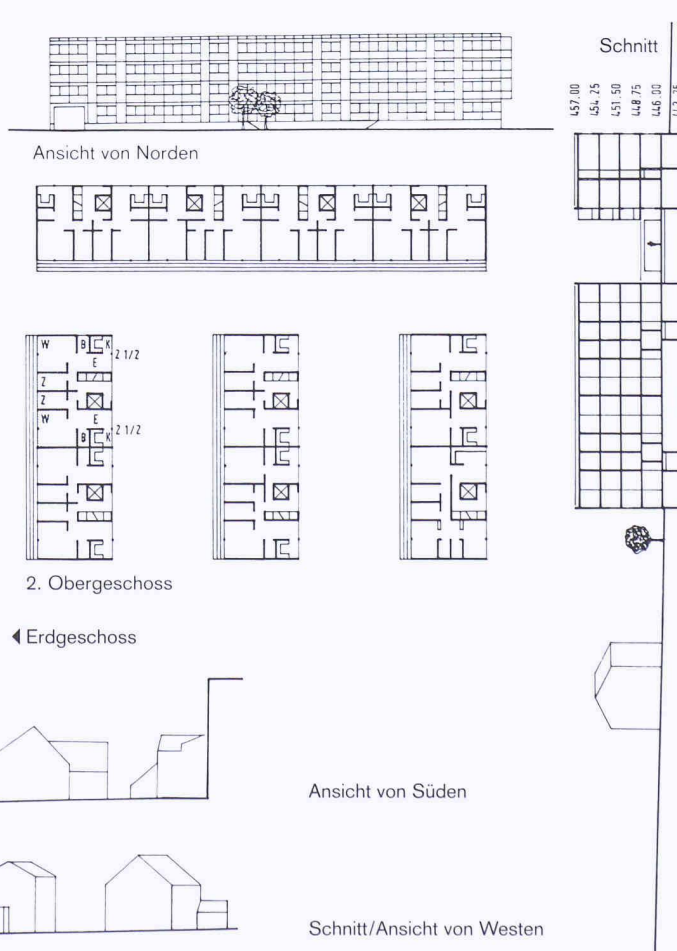 Schnitt
457.00
454.25
451.50
448.75
446.00
Ansicht von Norden
W B K 2 1/2
E
Z
Z
W E
B K 2 1/2
2. Obergeschoss
Erdgeschoss
Ansicht von Süden
Schnitt/Ansicht von Westen